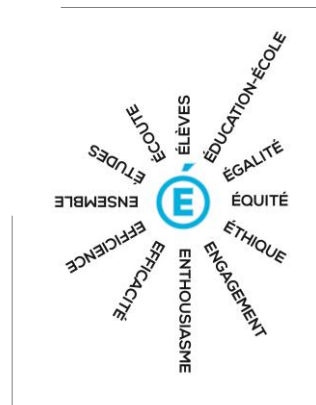 É
ÉLÈVES
ÉDUCATION-ÉCOLE
ÉGALITÉ
ÉQUITÉ
ÉTHIQUE
ENGAGEMENT
ENTHOUSIASME
EFFICACITÉ
EFFICIENCE
ENSEMBLE
ÉTUDES
ÉCOUTE